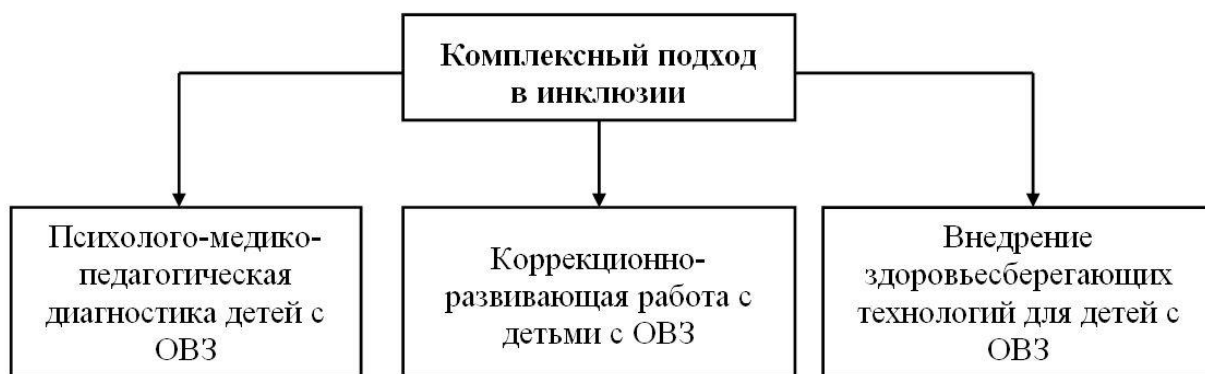 Комплексный подход
в инклюзии
Психолого-медико-
педагогическая
диагностика детей с
ОВЗ
Коррекционно-
развивающая работа с
детьми с ОВЗ
Внедрение
здоровьесберегающих
технологий для детей с
ОВЗ